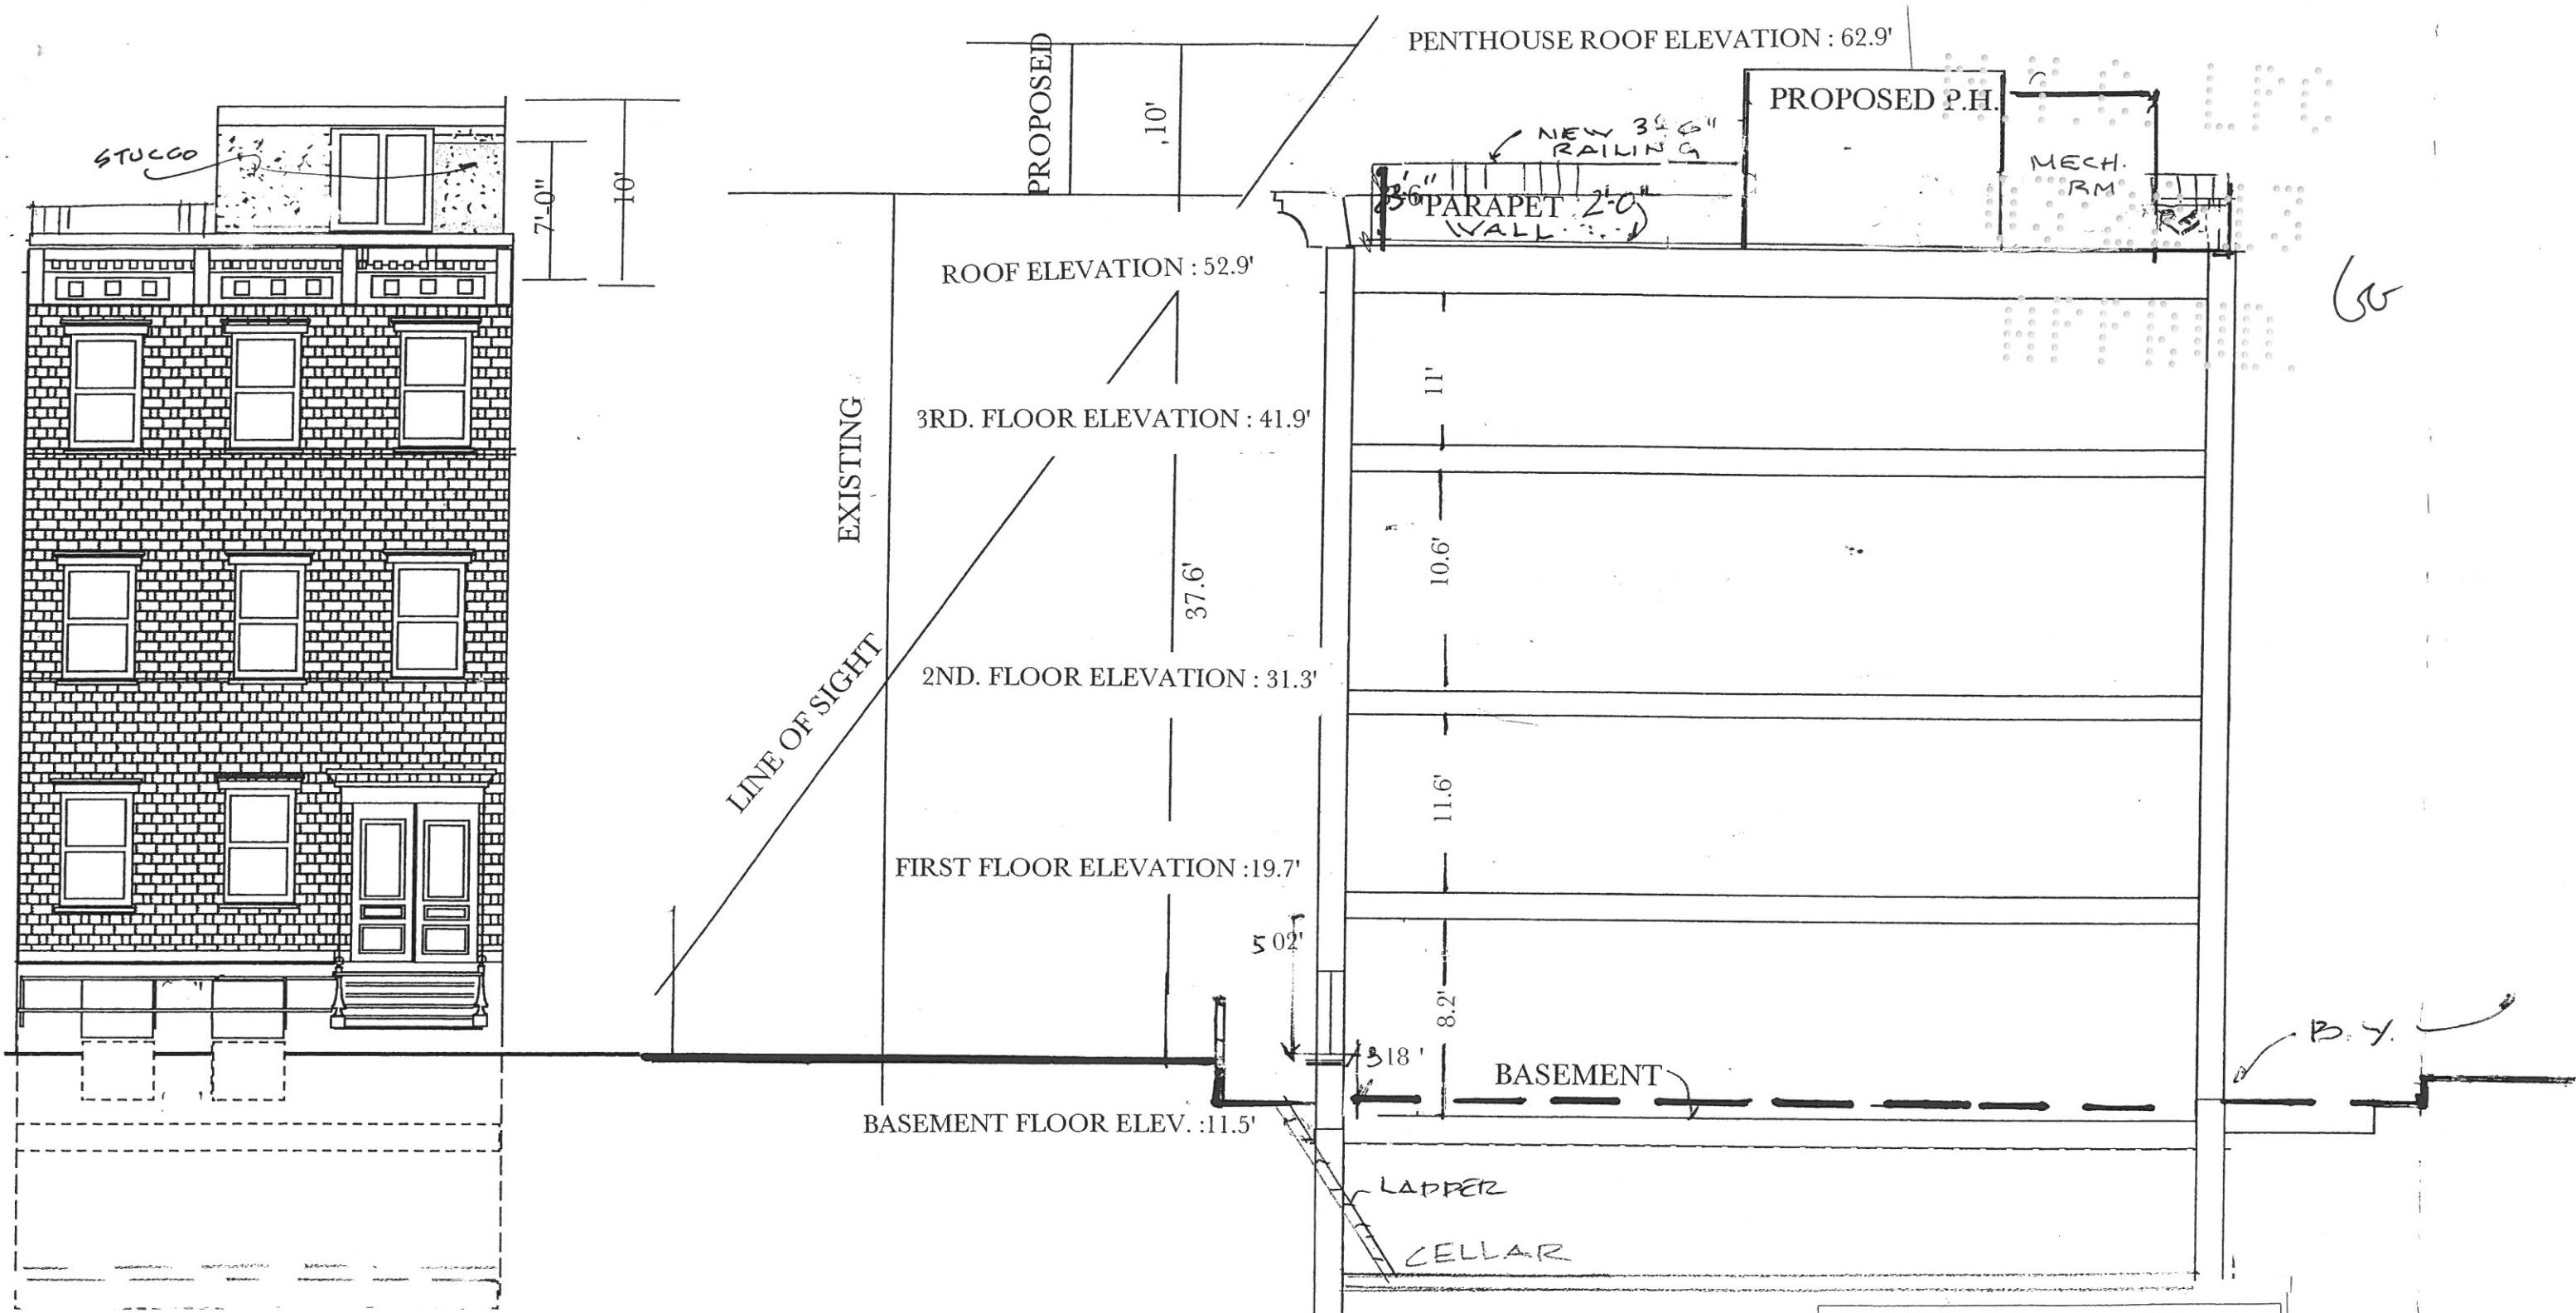 PENTHOUSE ROOF ELEVATION : 62.9'
PROPOSED
10'
PROPOSED P.H.
NEW 3'-6"
RAILING
MECH.
RM
STUCCO
7'-0"
10'
3'-6"
PARAPET 2'-0"
WALL
ROOF ELEVATION : 52.9'
11'
3RD. FLOOR ELEVATION : 41.9'
EXISTING
10.6'
37.6'
LINE OF SIGHT
2ND. FLOOR ELEVATION : 31.3'
11.6'
FIRST FLOOR ELEVATION :19.7'
5 02'
8.2'
318 '
B.Y.
BASEMENT
BASEMENT FLOOR ELEV. :11.5'
LADDER
CELLAR